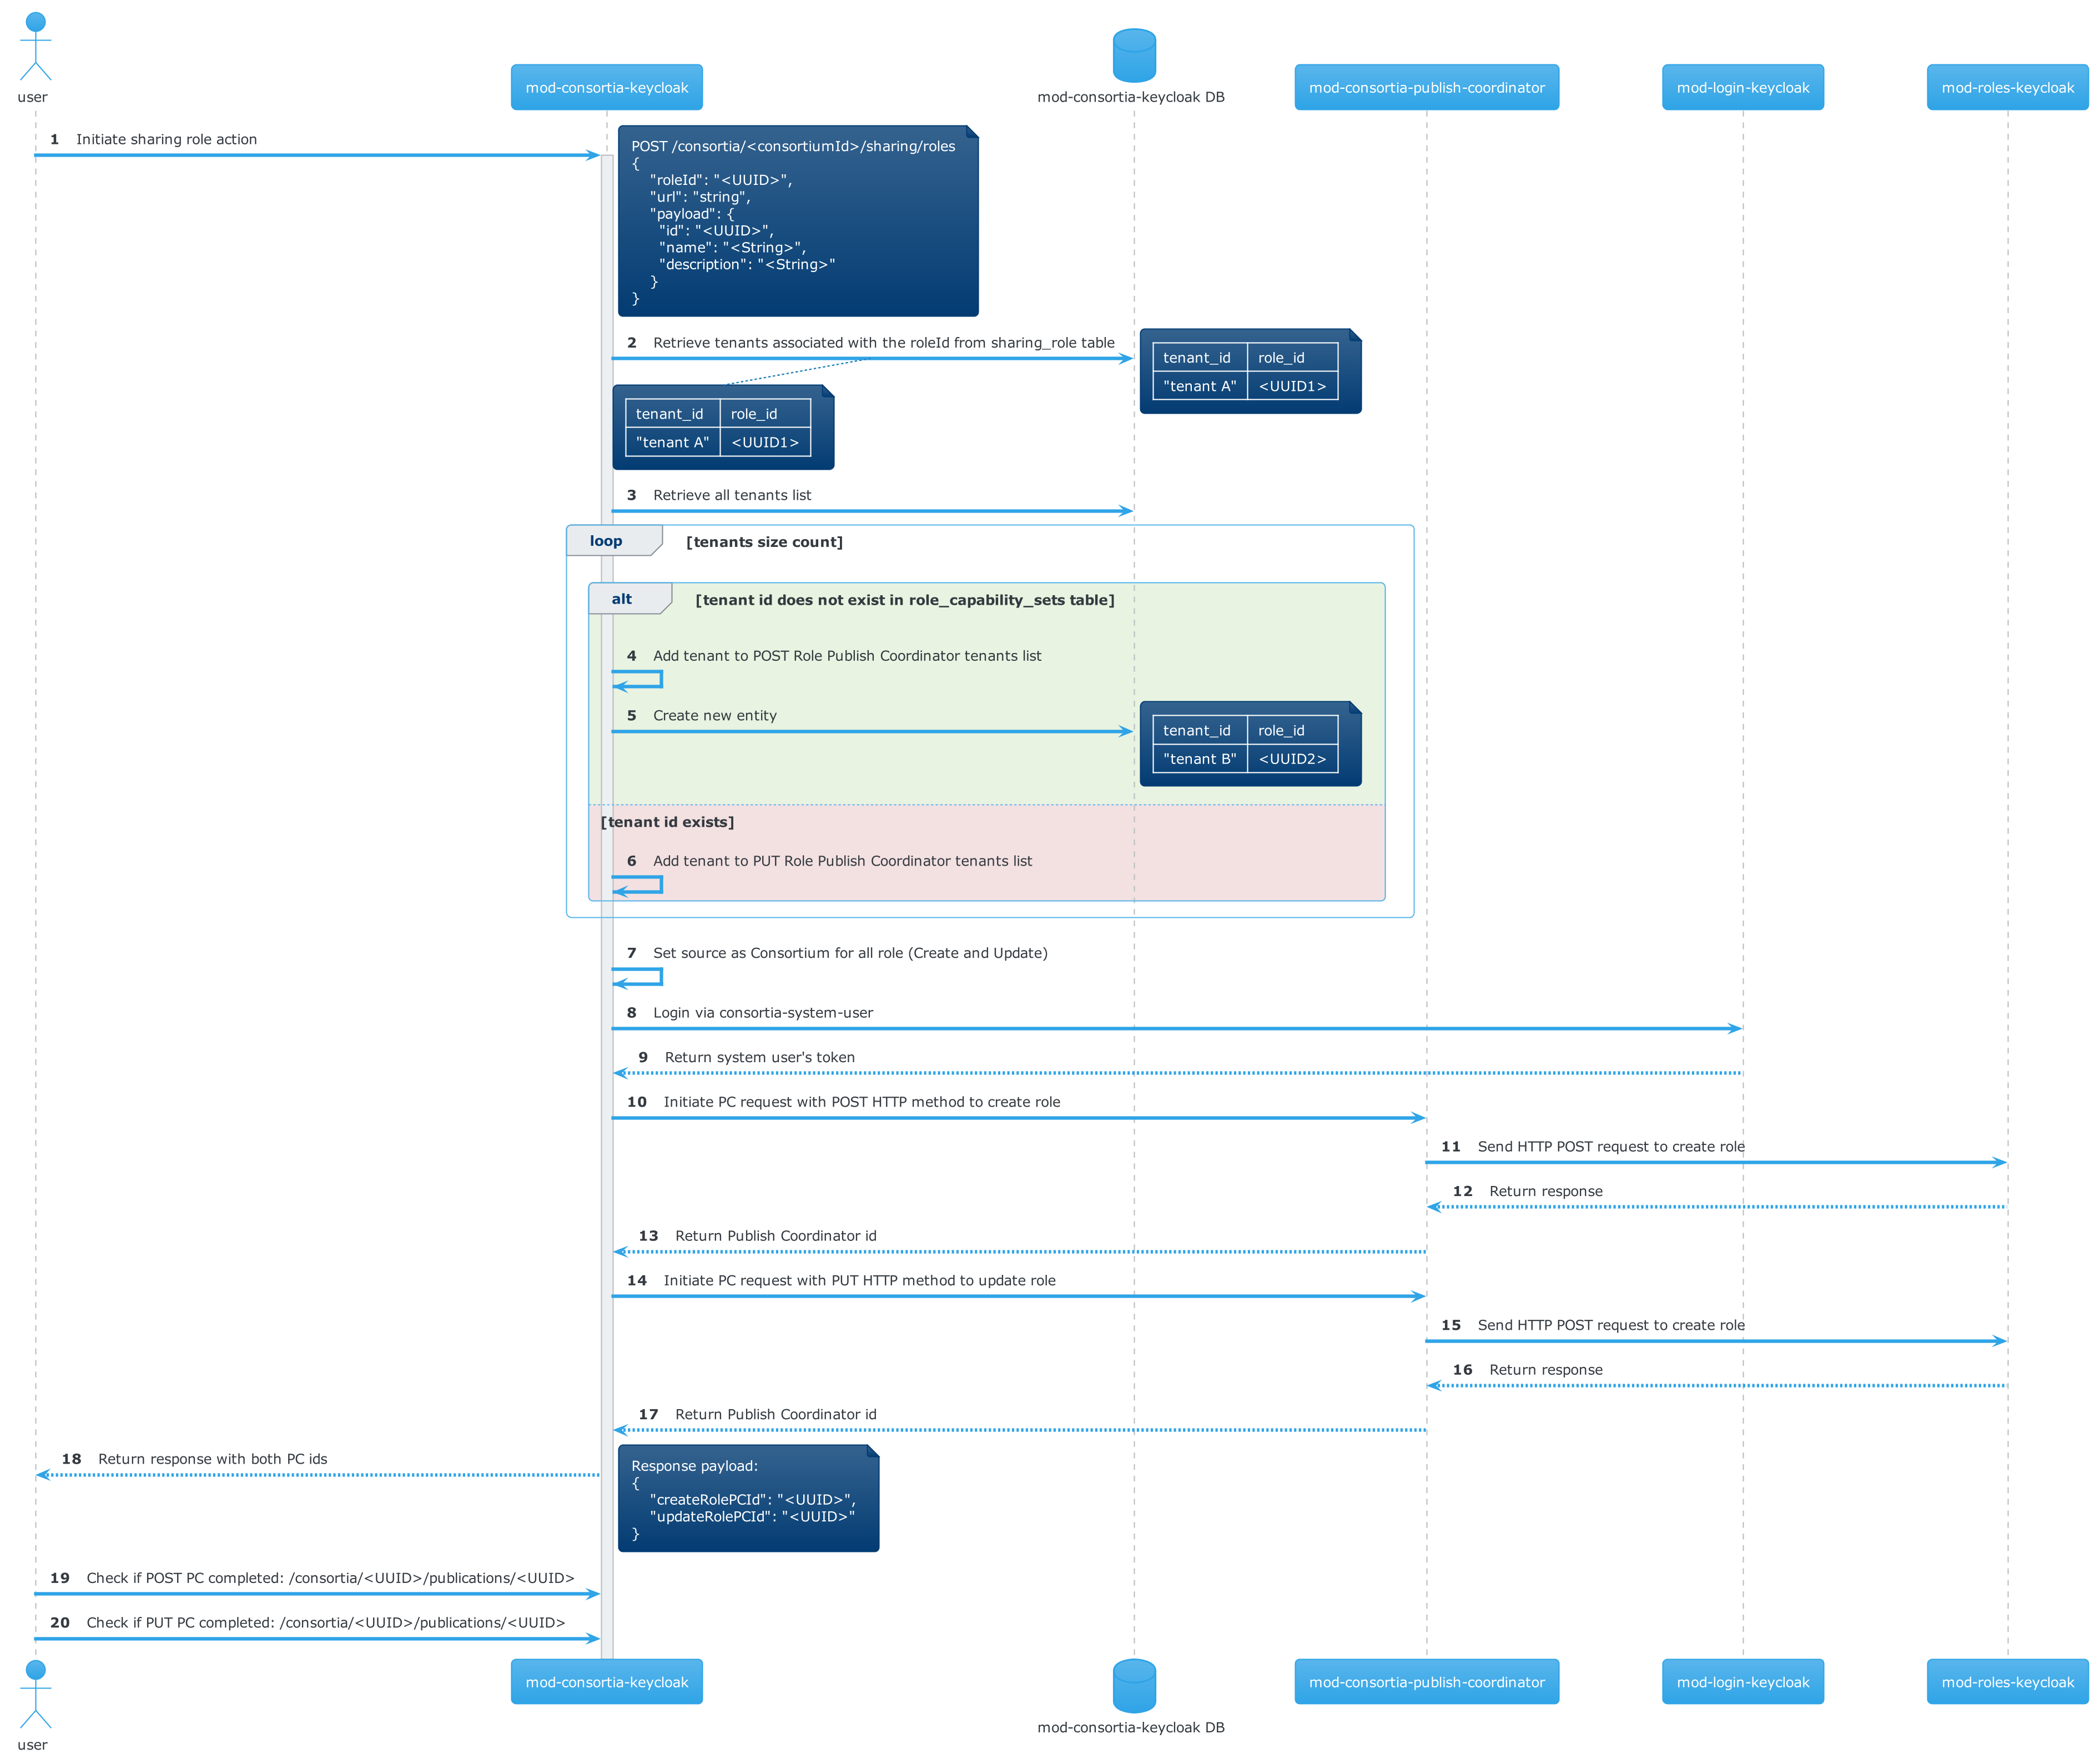 user
mod-consortia-keycloak
mod-consortia-keycloak DB
mod-consortia-publish-coordinator
mod-login-keycloak
mod-roles-keycloak
1 Initiate sharing role action
POST /consortia/<consortiumId>/sharing/roles
{
"roleId": "<UUID>",
"url": "string",
"payload": {
"id": "<UUID>",
"name": "<String>",
"description": "<String>"
}
}
2 Retrieve tenants associated with the roleId from sharing_role table
tenant_id role_id
"tenant A" <UUID1>
tenant_id role_id
"tenant A" <UUID1>
3 Retrieve all tenants list
loop [tenants size count]
alt [tenant id does not exist in role_capability_sets table]
4 Add tenant to POST Role Publish Coordinator tenants list
5 Create new entity
tenant_id role_id
"tenant B" <UUID2>
[tenant id exists]
6 Add tenant to PUT Role Publish Coordinator tenants list
7 Set source as Consortium for all role (Create and Update)
8 Login via consortia-system-user
9 Return system user's token
10 Initiate PC request with POST HTTP method to create role
11 Send HTTP POST request to create role
12 Return response
13 Return Publish Coordinator id
14 Initiate PC request with PUT HTTP method to update role
15 Send HTTP POST request to create role
16 Return response
17 Return Publish Coordinator id
18 Return response with both PC ids
Response payload:
{
"createRolePCId": "<UUID>",
"updateRolePCId": "<UUID>"
}
19 Check if POST PC completed: /consortia/<UUID>/publications/<UUID>
20 Check if PUT PC completed: /consortia/<UUID>/publications/<UUID>
user
mod-consortia-keycloak
mod-consortia-keycloak DB
mod-consortia-publish-coordinator
mod-login-keycloak
mod-roles-keycloak